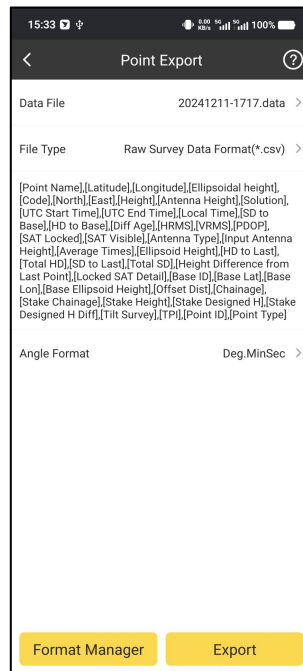 15:33 0.00 KB/s 5G 5G 100%
Point Export ?
Data File 20241211-1717.data
File Type Raw Survey Data Format(*.csv)
[Point Name],[Latitude],[Longitude],[Ellipsoidal height],
[Code],[North],[East],[Height],[Antenna Height],[Solution],
[UTC Start Time],[UTC End Time],[Local Time],[SD to
Base],[HD to Base],[Diff Age],[HRMS],[VRMS],[PDOP],
[SAT Locked],[SAT Visible],[Antenna Type],[Input Antenna
Height],[Average Times],[Ellipsoid Height],[HD to Last],
[Total HD],[SD to Last],[Total SD],[Height Difference from
Last Point],[Locked SAT Detail],[Base ID],[Base Lat],[Base
Lon],[Base Ellipsoid Height],[Offset Dist],[Chainage],
[Stake Chainage],[Stake Height],[Stake Designed H],[Stake
Designed H Diff],[Tilt Survey],[TPI],[Point ID],[Point Type]
Angle Format Deg.MinSec
Format Manager Export